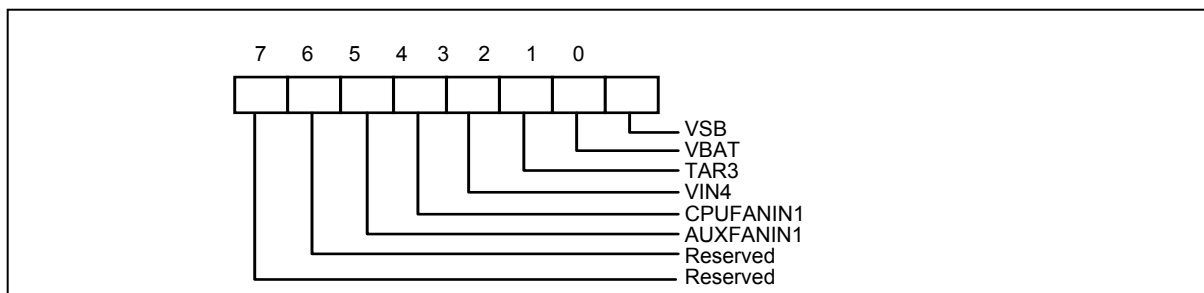 7 6 5 4 3 2 1 0
VSB
VBAT
TAR3
VIN4
CPUFANIN1
AUXFANIN1
Reserved
Reserved